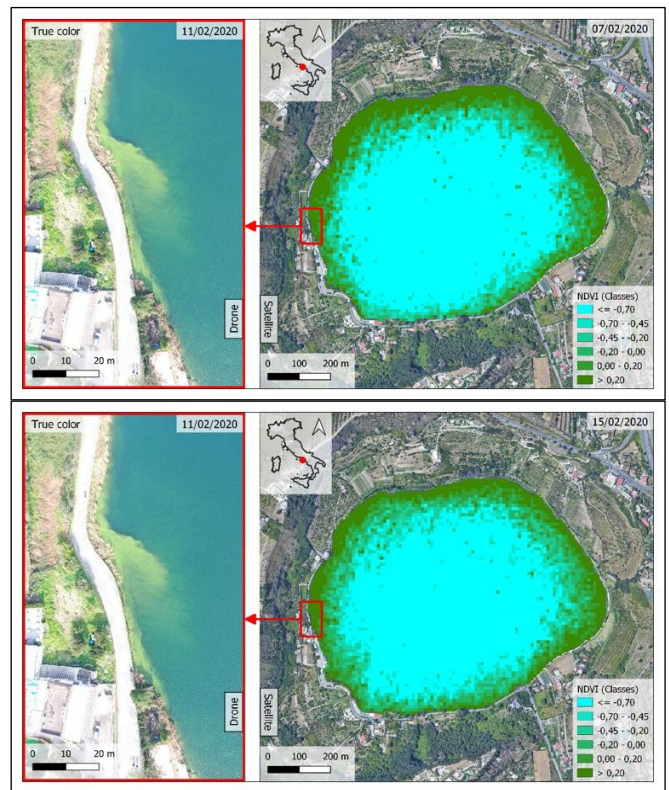 True color
11/02/2020
07/02/2020
Drone
Satellite
0 10 20 m
0 100 200 m
NDVI (Classes)
<= -0,70
-0,70 - -0,45
-0,45 - -0,20
-0,20 - 0,00
0,00 - 0,20
> 0,20
True color
11/02/2020
15/02/2020
Drone
Satellite
0 10 20 m
0 100 200 m
NDVI (Classes)
<= -0,70
-0,70 - -0,45
-0,45 - -0,20
-0,20 - 0,00
0,00 - 0,20
> 0,20